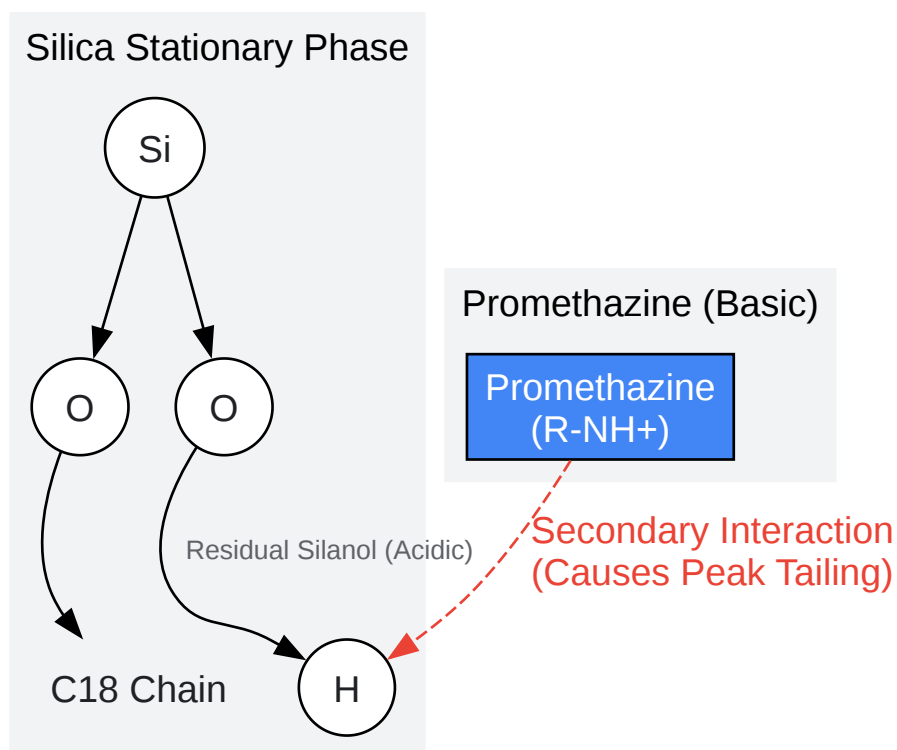 Silica Stationary Phase
Si
Promethazine (Basic)
Promethazine
(R-NH+)
O
O
Secondary Interaction
(Causes Peak Tailing)
Residual Silanol (Acidic)
C18 Chain
H